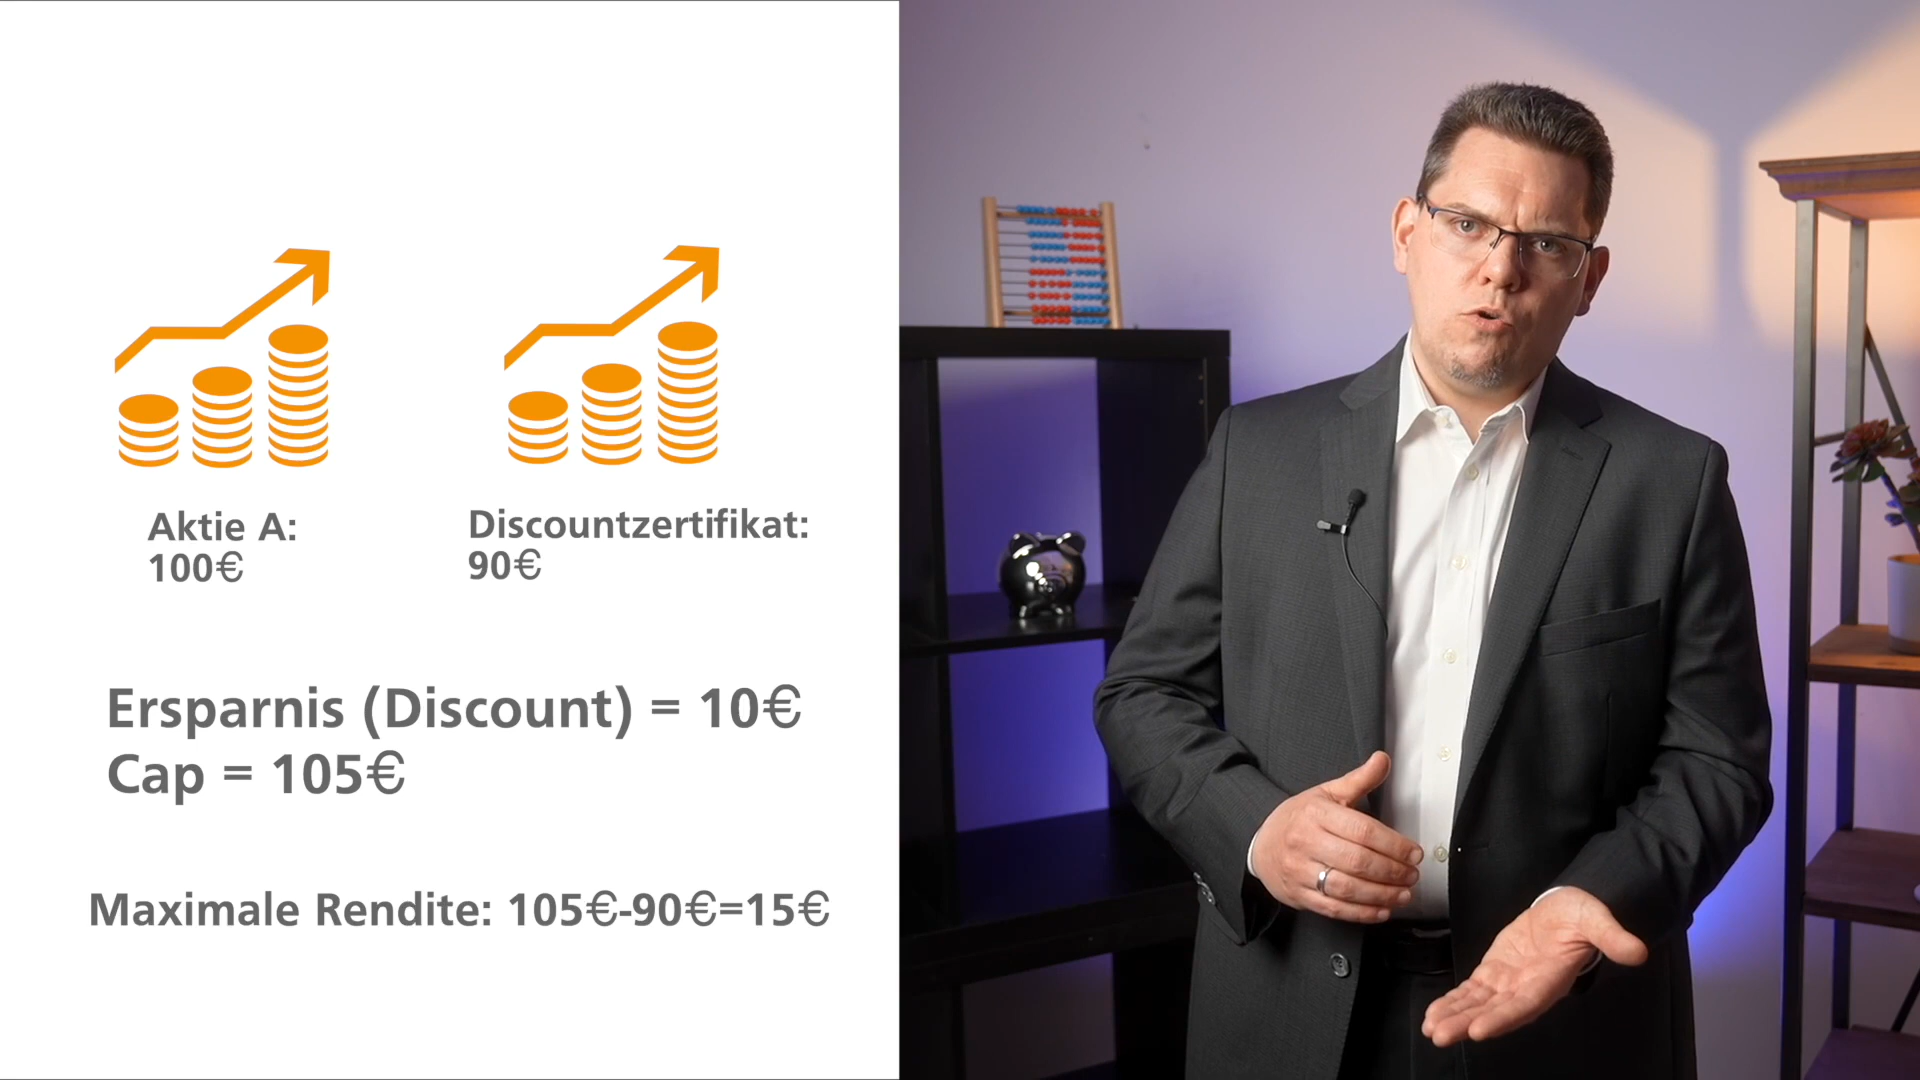 Aktie A:
100€
Discountzertifikat:
90€
Ersparnis (Discount) = 10€
Cap = 105€
Maximale Rendite: 105€-90€=15€